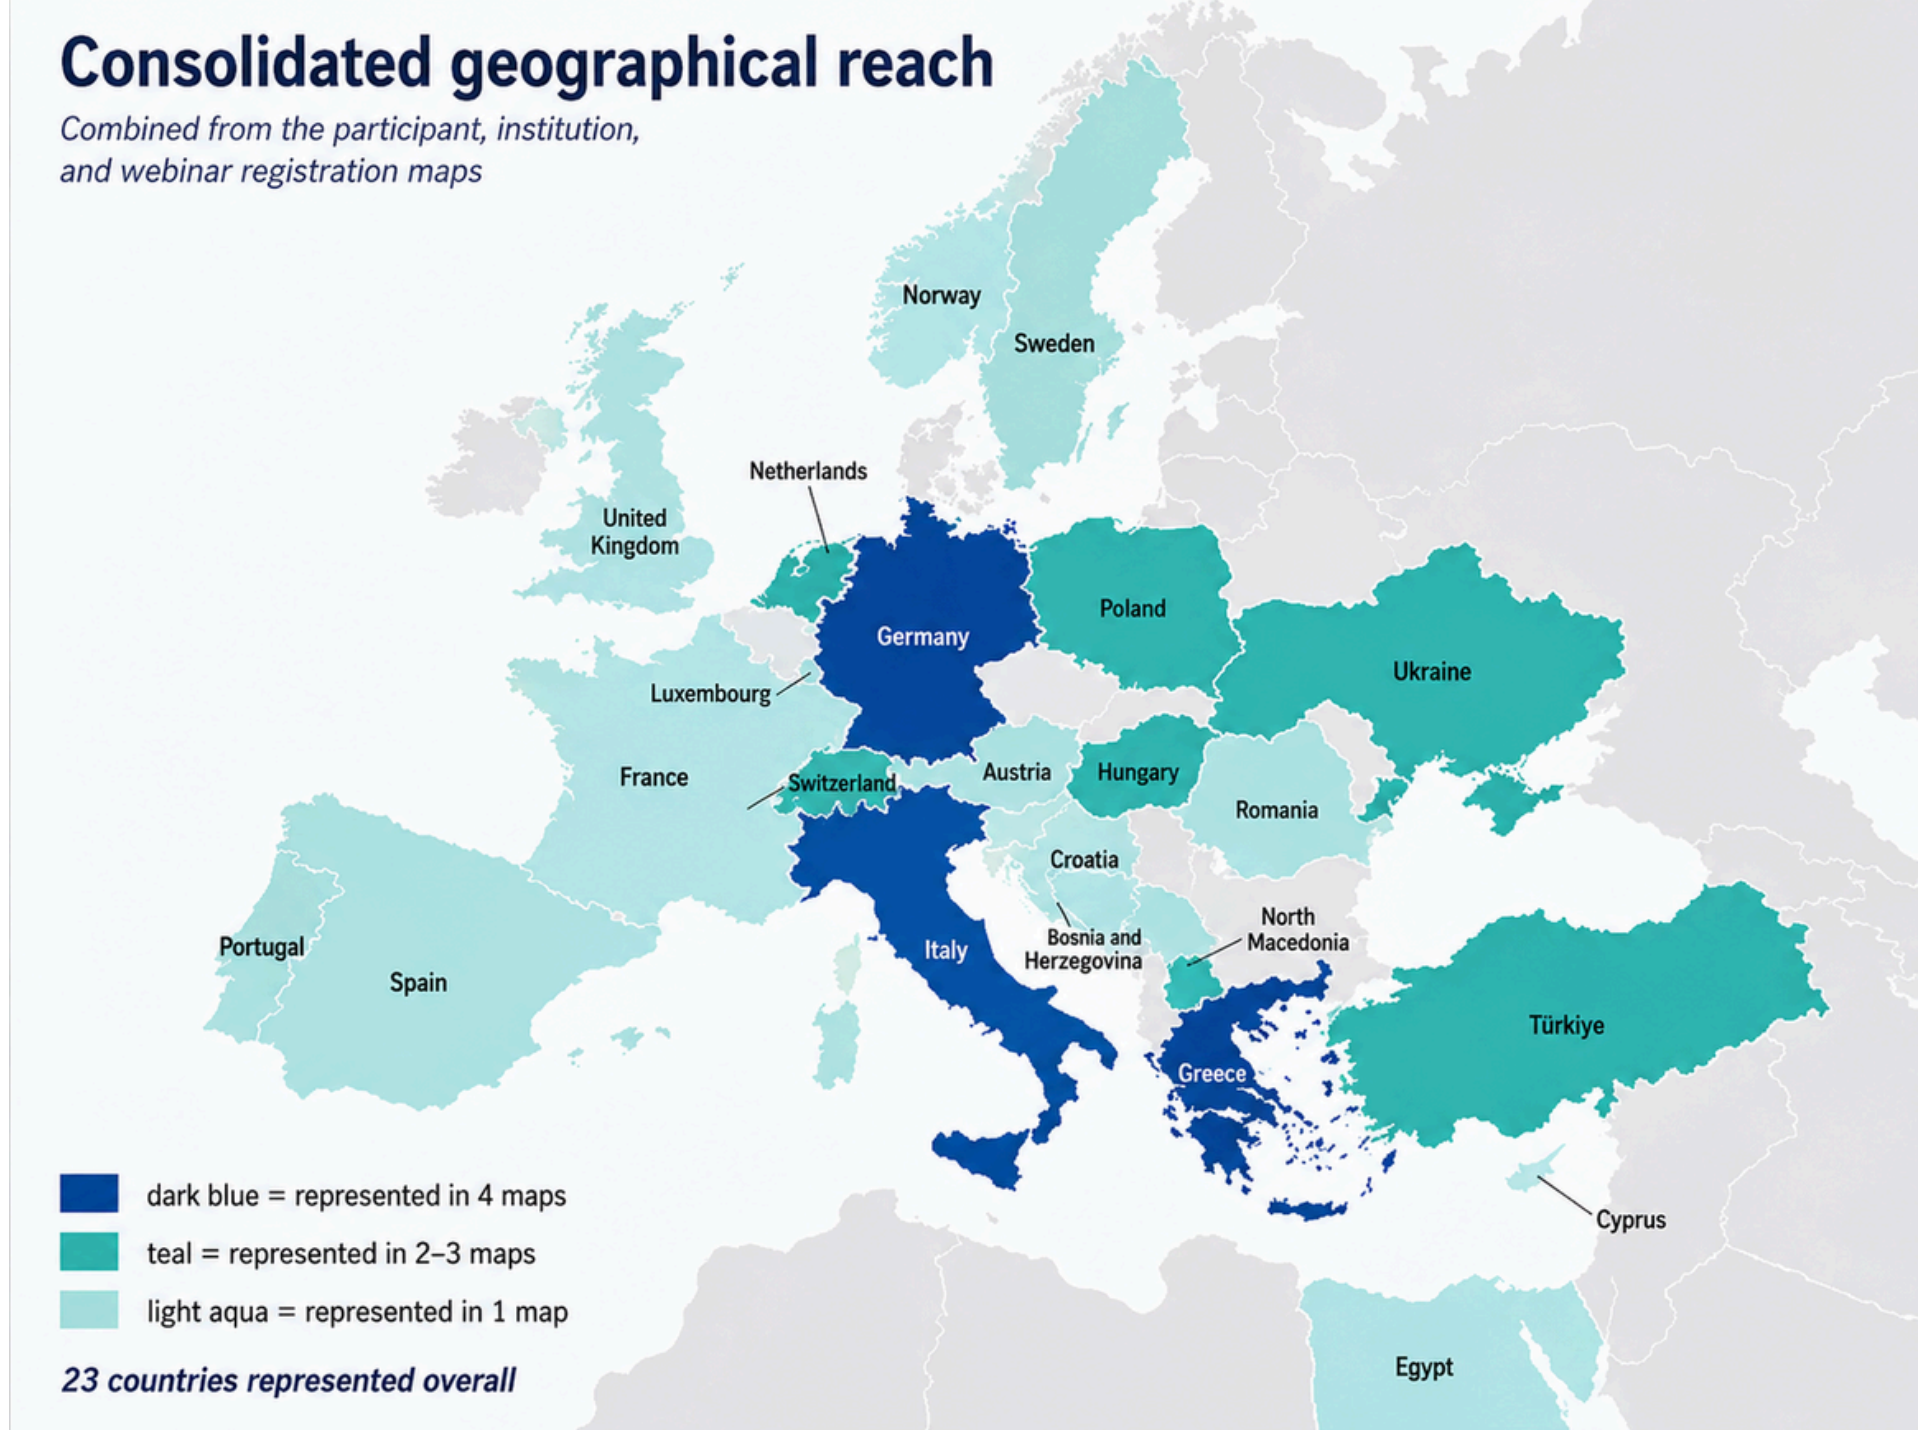 Consolidated geographical reach
Combined from the participant, institution,
and webinar registration maps
Norway
Sweden
Netherlands
United
Kingdom
Germany
Poland
Ukraine
Luxembourg
France
Switzerland
Austria
Hungary
Romania
Croatia
Bosnia and
Herzegovina
North
Macedonia
Portugal
Spain
Italy
Greece
Türkiye
Cyprus
Egypt
dark blue = represented in 4 maps
teal = represented in 2–3 maps
light aqua = represented in 1 map
23 countries represented overall